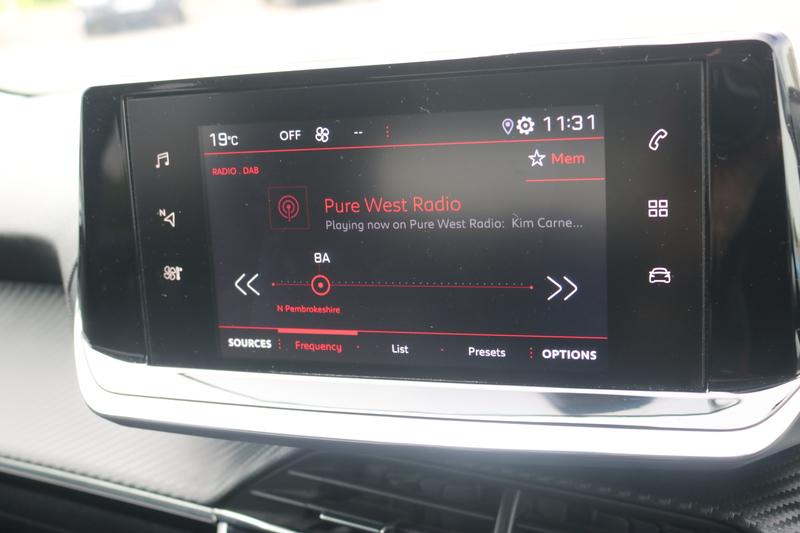 19°C OFF -- 11:31
Mem
RADIO . DAB
Pure West Radio
Playing now on Pure West Radio: Kim Carne...
N
BA
N Pembrokeshire
SOURCES Frequency List Presets OPTIONS